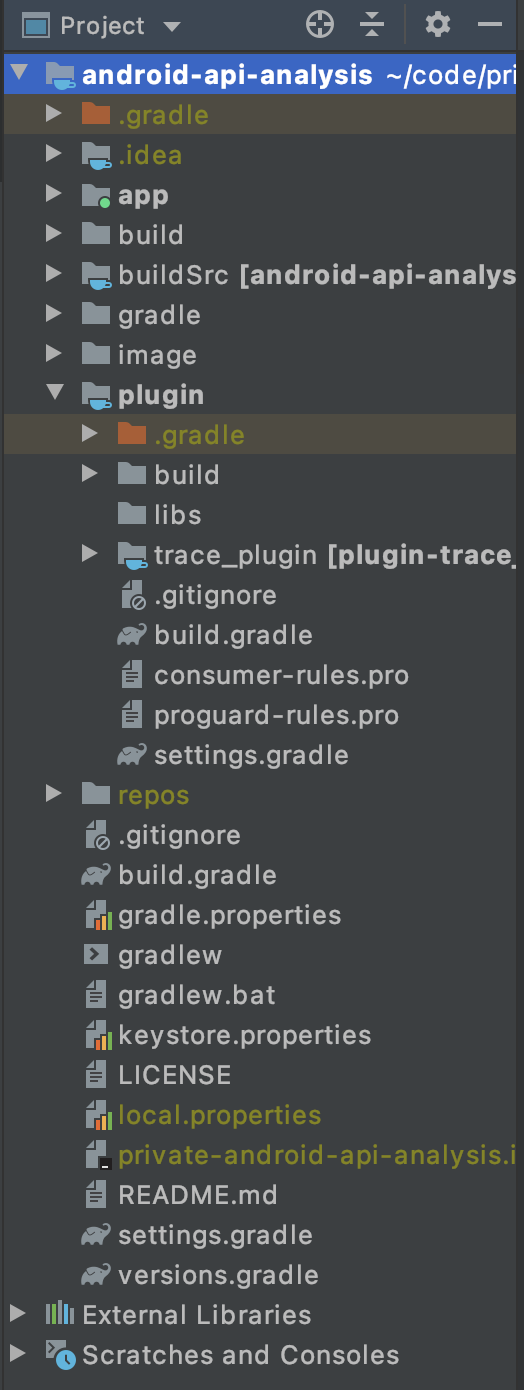 Project
android-api-analysis ~/code/pri
.gradle
.idea
app
build
buildSrc [android-api-analys
gradle
image
plugin
.gradle
build
libs
trace_plugin [plugin-trace_
.gitignore
build.gradle
consumer-rules.pro
proguard-rules.pro
settings.gradle
repos
.gitignore
build.gradle
gradle.properties
gradlew
gradlew.bat
keystore.properties
LICENSE
local.properties
private-android-api-analysis.i
README.md
settings.gradle
versions.gradle
External Libraries
Scratches and Consoles